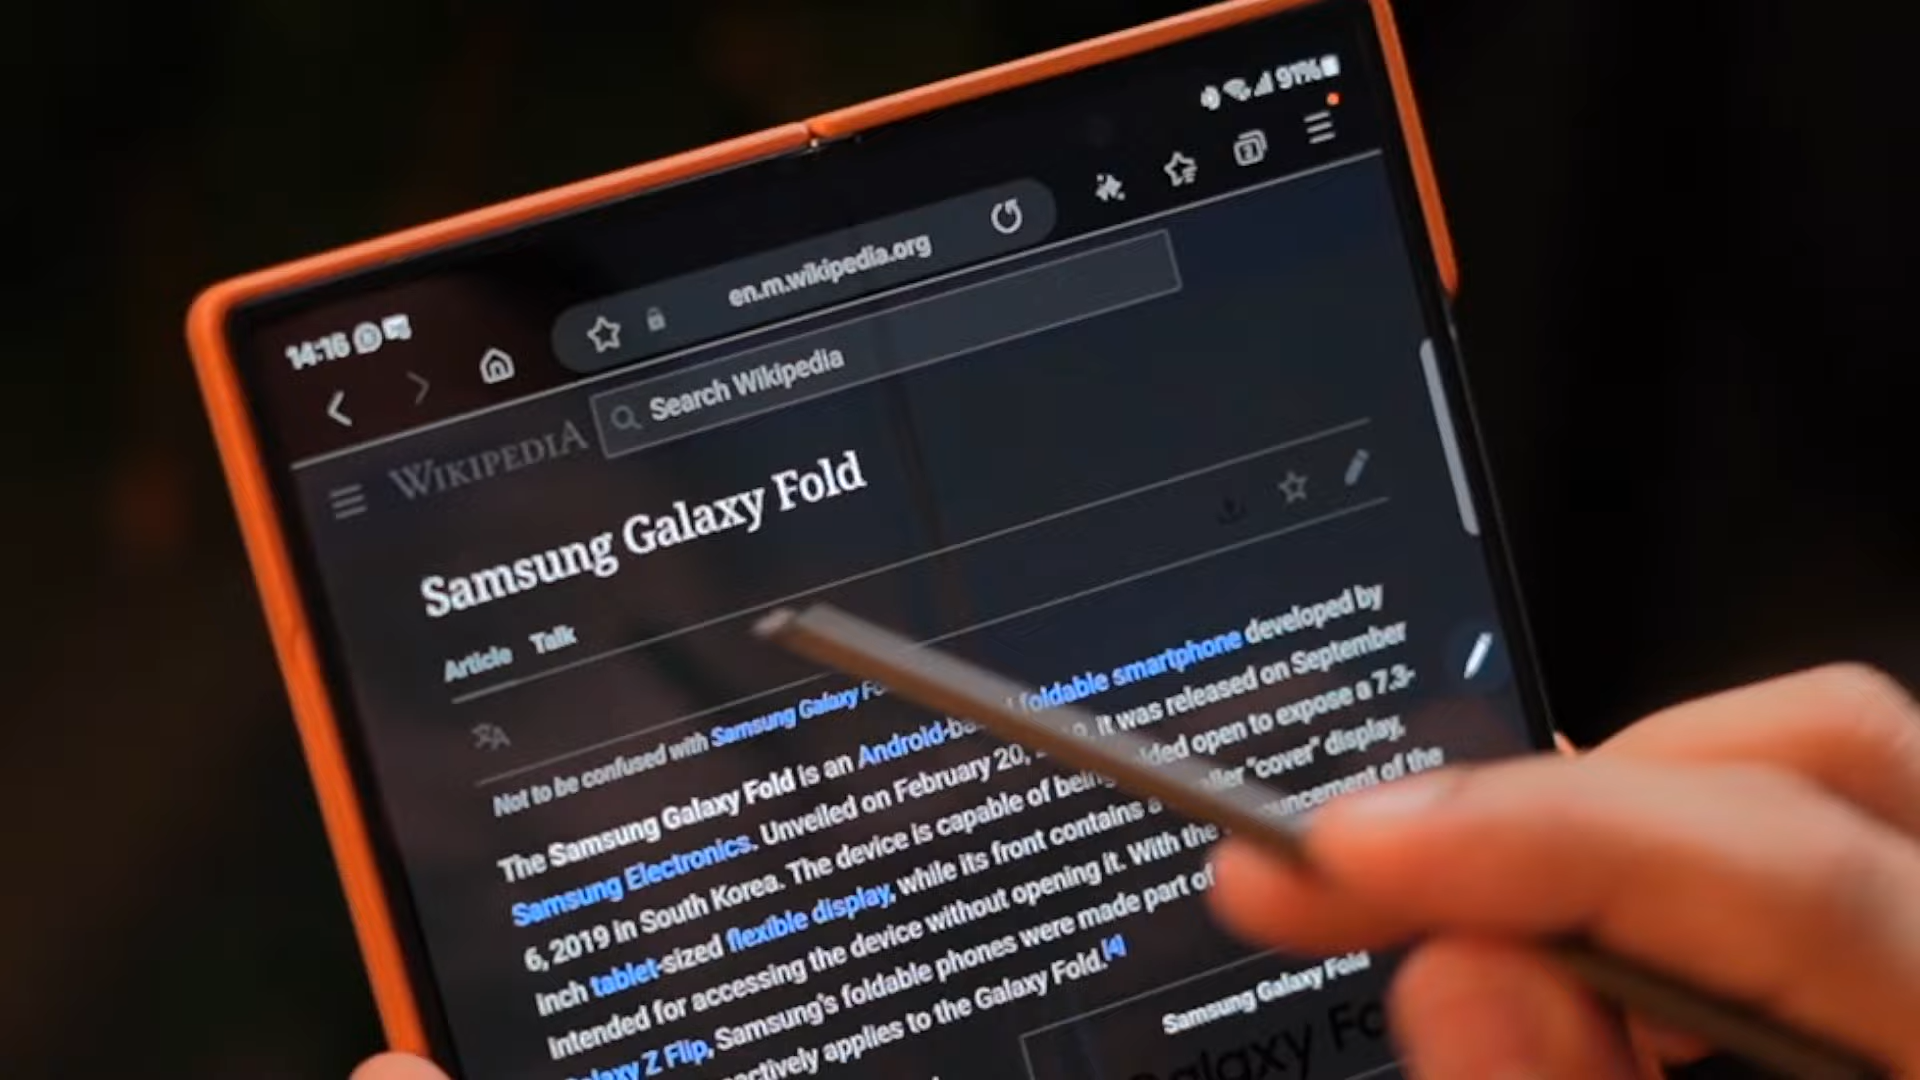 91%
14:16
en.m.wikipedia.org
WIKIPEDIA
Search Wikipedia
Samsung Galaxy Fold
Article Talk
Not to be confused with Samsung Galaxy
The Samsung Galaxy Fold is an Android foldable smartphone developed by
Samsung Electronics. Unveiled on February 20, it was released on September
6, 2019 in South Korea. The device is capable of being open to expose a 7.3-
inch tablet-sized flexible display, while its front contains a "cover" display,
intended for accessing the device without opening it. With the of the
Z Flip, Samsung's foldable phones were made part of
applies to the Galaxy Fold.[4]
Samsung Galaxy Fold